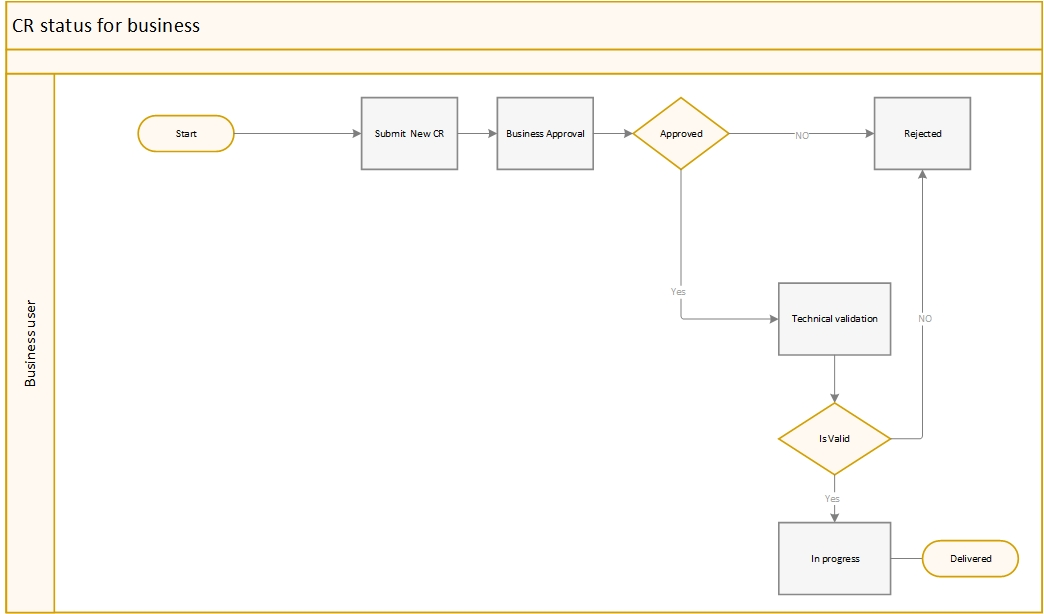 CR status for business
Business user
Start
Submit New CR
Business Approval
Approved
NO
Rejected
Yes
Technical validation
NO
Is Valid
Yes
In progress
Delivered